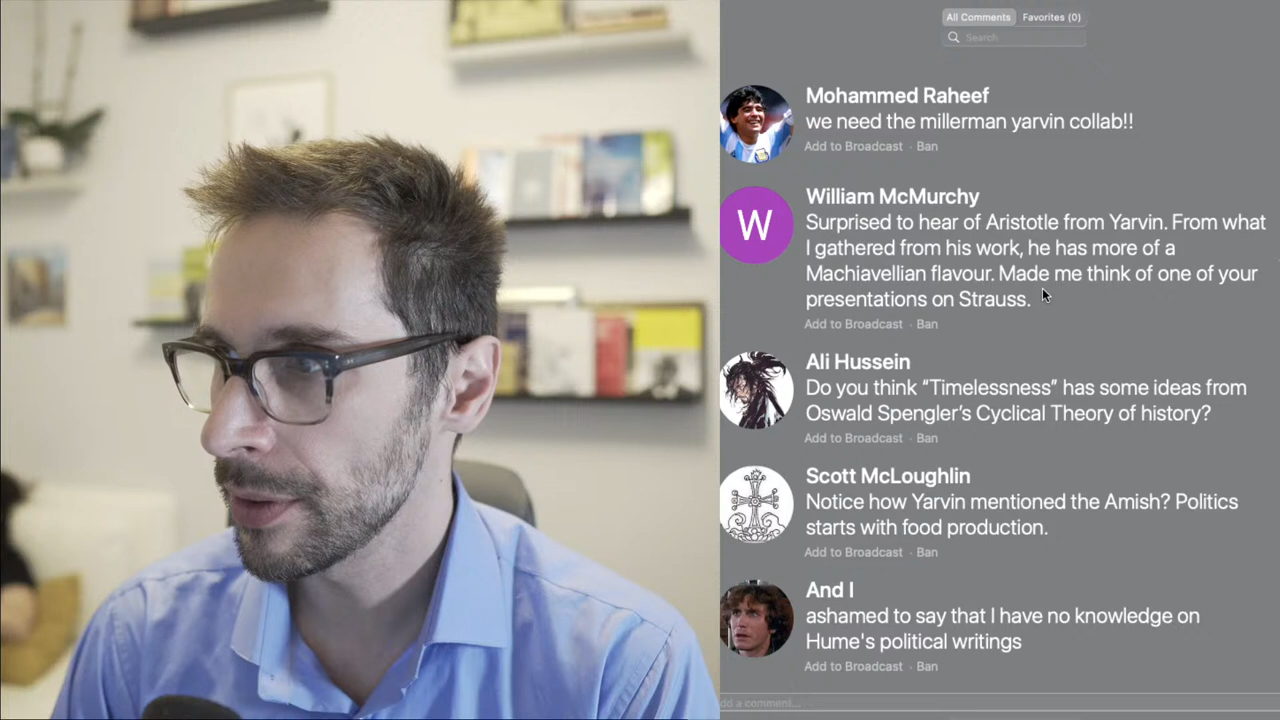 All Comments
Favorites (0)
Search
Mohammed Raheef
we need the millerman yarvin collab!!
Add to Broadcast · Ban
W
William McMurchy
Surprised to hear of Aristotle from Yarvin. From what
I gathered from his work, he has more of a
Machiavellian flavour. Made me think of one of your
presentations on Strauss.
Add to Broadcast · Ban
Ali Hussein
Do you think “Timelessness” has some ideas from
Oswald Spengler’s Cyclical Theory of history?
Add to Broadcast · Ban
Scott McLoughlin
Notice how Yarvin mentioned the Amish? Politics
starts with food production.
Add to Broadcast · Ban
And I
ashamed to say that I have no knowledge on
Hume's political writings
Add to Broadcast · Ban
dd a comment...